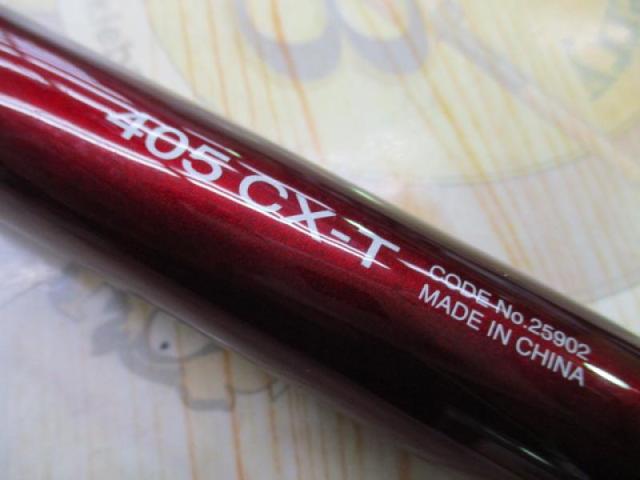 405 CX-T
CODE No.25902
MADE IN CHINA